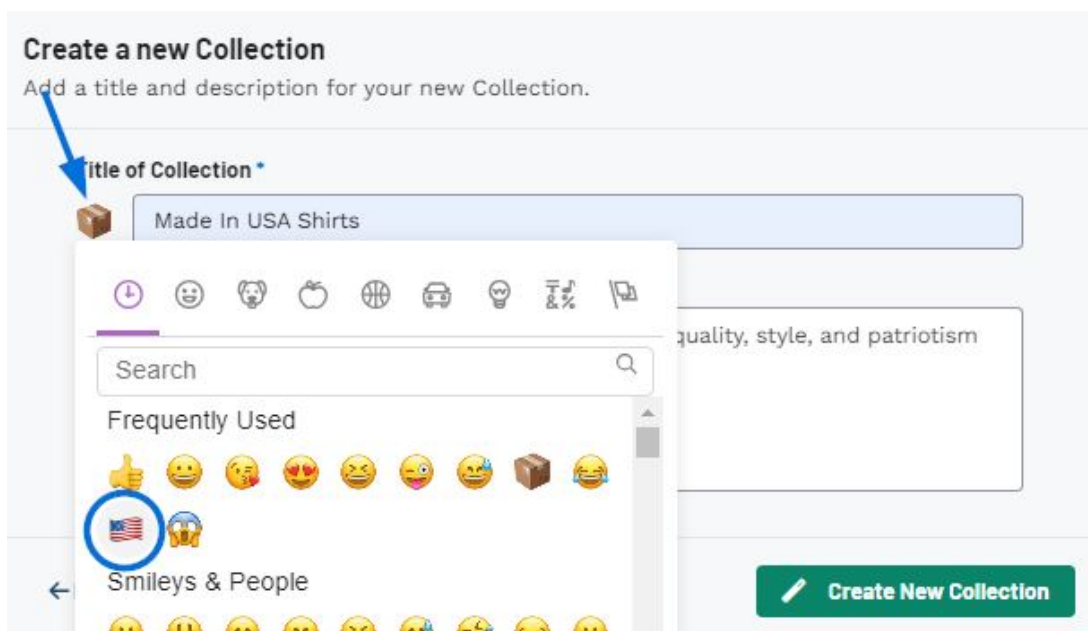 Create a new Collection
Add a title and description for your new Collection.
Title of Collection *
Made In USA Shirts
quality, style, and patriotism
Search
Frequently Used
Smileys & People
Create New Collection